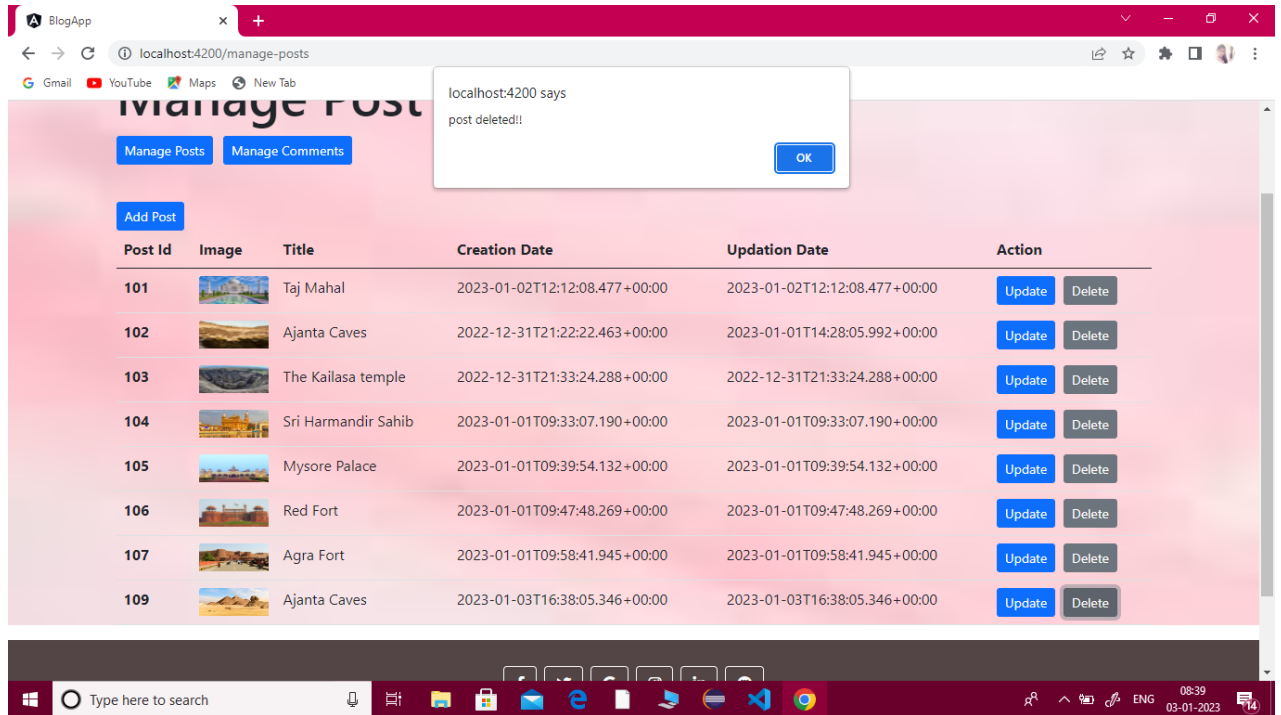 BlogApp
localhost:4200/manage-posts
Gmail YouTube Maps New Tab
localhost:4200 says
post deleted!!
OK
Manage Post
Manage Posts Manage Comments
Add Post
Post Id Image Title Creation Date Updation Date Action
101 Taj Mahal 2023-01-02T12:12:08.477+00:00 2023-01-02T12:12:08.477+00:00 Update Delete
102 Ajanta Caves 2022-12-31T21:22:22.463+00:00 2023-01-01T14:28:05.992+00:00 Update Delete
103 The Kailasa temple 2022-12-31T21:33:24.288+00:00 2022-12-31T21:33:24.288+00:00 Update Delete
104 Sri Harmandir Sahib 2023-01-01T09:33:07.190+00:00 2023-01-01T09:33:07.190+00:00 Update Delete
105 Mysore Palace 2023-01-01T09:39:54.132+00:00 2023-01-01T09:39:54.132+00:00 Update Delete
106 Red Fort 2023-01-01T09:47:48.269+00:00 2023-01-01T09:47:48.269+00:00 Update Delete
107 Agra Fort 2023-01-01T09:58:41.945+00:00 2023-01-01T09:58:41.945+00:00 Update Delete
109 Ajanta Caves 2023-01-03T16:38:05.346+00:00 2023-01-03T16:38:05.346+00:00 Update Delete
Type here to search
ENG
08:39
03-01-2023
14